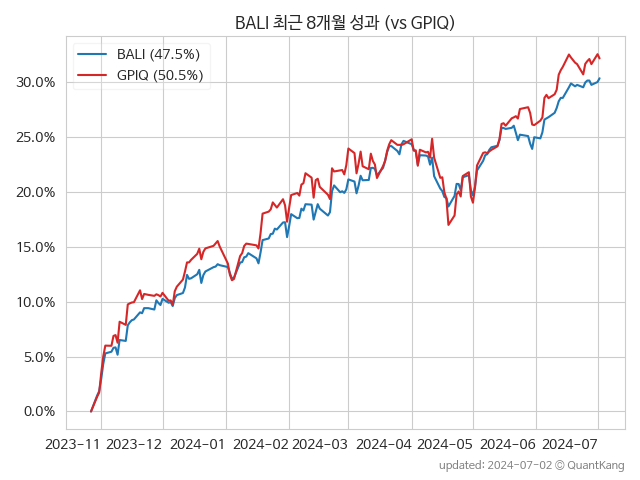 BALI 최근 8개월 성과 (vs GPIQ)
BALI (47.5%)
GPIQ (50.5%)
30.0%
25.0%
20.0%
15.0%
10.0%
5.0%
0.0%
2023-11 2023-12 2024-01 2024-02 2024-03 2024-04 2024-05 2024-06 2024-07
updated: 2024-07-02 © QuantKang